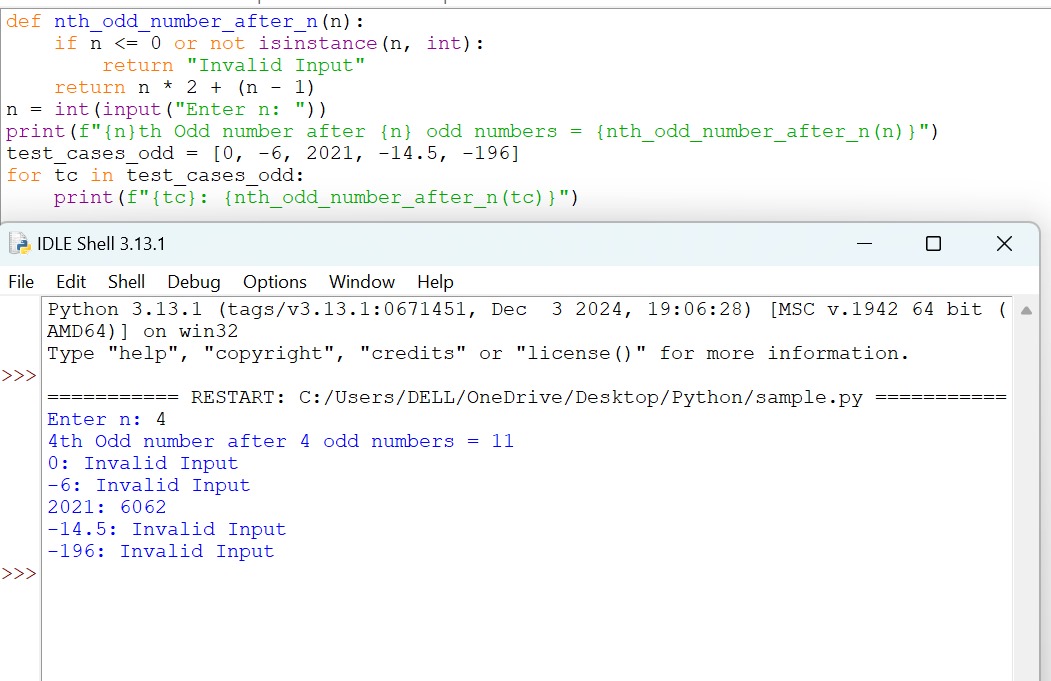 def nth_odd_number_after_n(n):
    if n <= 0 or not isinstance(n, int):
        return "Invalid Input"
    return n * 2 + (n - 1)
n = int(input("Enter n: "))
print(f"{n}th Odd number after {n} odd numbers = {nth_odd_number_after_n(n)}")
test_cases_odd = [0, -6, 2021, -14.5, -196]
for tc in test_cases_odd:
    print(f"{tc}: {nth_odd_number_after_n(tc)}")
IDLE Shell 3.13.1
File Edit Shell Debug Options Window Help
Python 3.13.1 (tags/v3.13.1:0671451, Dec  3 2024, 19:06:28) [MSC v.1942 64 bit (
AMD64)] on win32
Type "help", "copyright", "credits" or "license()" for more information.
>>>
=========== RESTART: C:/Users/DELL/OneDrive/Desktop/Python/sample.py ===========
Enter n: 4
4th Odd number after 4 odd numbers = 11
0: Invalid Input
-6: Invalid Input
2021: 6062
-14.5: Invalid Input
-196: Invalid Input
>>>